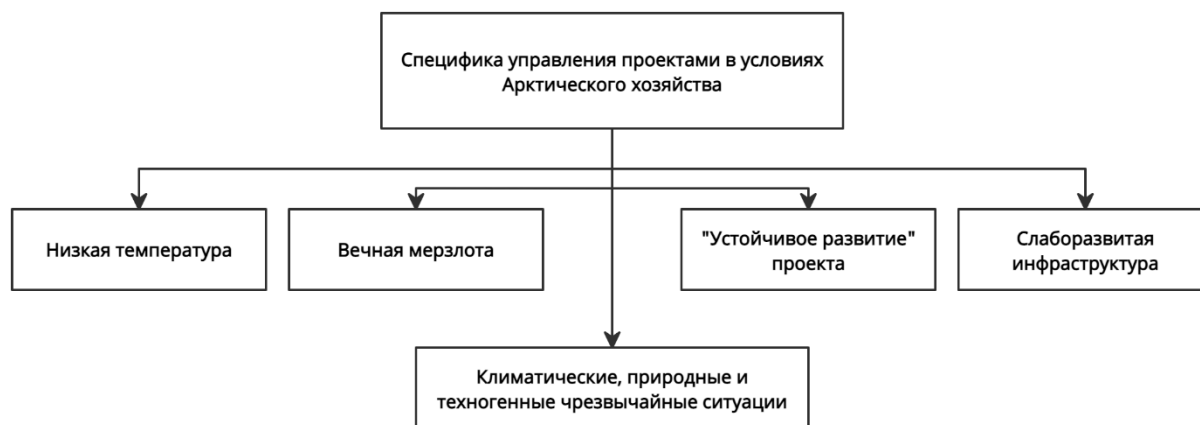 Специфика управления проектами в условиях
Арктического хозяйства
Низкая температура
Вечная мерзлота
"Устойчивое развитие"
проекта
Слаборазвитая
инфраструктура
Климатические, природные и
техногенные чрезвычайные ситуации